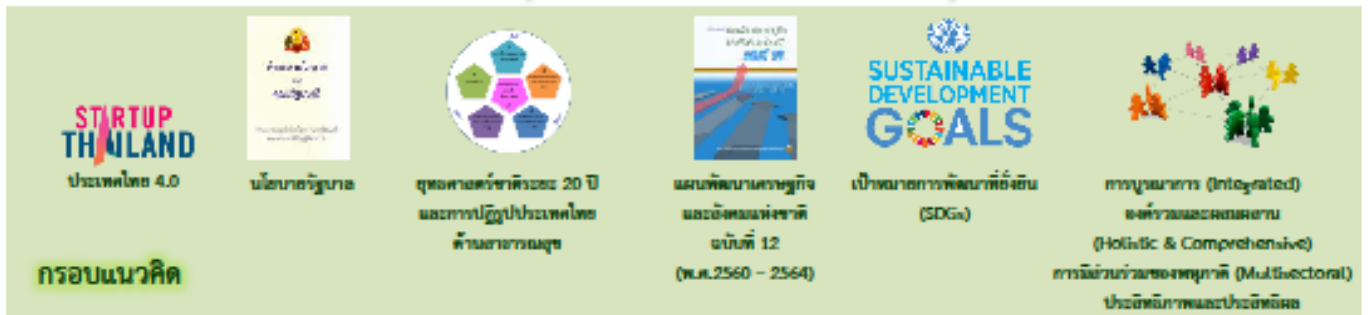 STARTUP
THAILAND
ประเทศไทย 4.0
นโยบายรัฐบาล
ยุทธศาสตร์ชาติระยะ 20 ปี
และการปฏิรูปประเทศไทย
ด้านสาธารณสุข
แผนพัฒนาเศรษฐกิจ
และสังคมแห่งชาติ
ฉบับที่ 12
(พ.ศ.2560 – 2564)
SUSTAINABLE
DEVELOPMENT
GOALS
เป้าหมายการพัฒนาที่ยั่งยืน
(SDGs)
การบูรณาการ (Integrated)
องค์รวมและผสมผสาน
(Holistic & Comprehensive)
การมีส่วนร่วมของพหุภาคี (Multisectoral)
ประสิทธิภาพและประสิทธิผล
กรอบแนวคิด